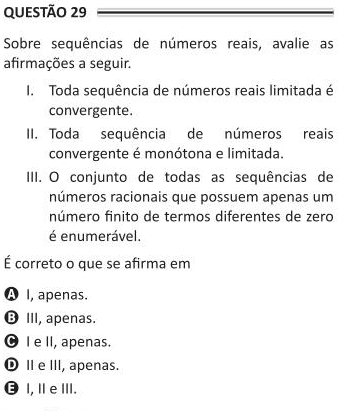 QUESTÃO 29
Sobre sequências de números reais, avalie as
afirmações a seguir.
I. Toda sequência de números reais limitada é
convergente.
II. Toda sequência de números reais
convergente é monótona e limitada.
III. O conjunto de todas as sequências de
números racionais que possuem apenas um
número finito de termos diferentes de zero
é enumerável.
É correto o que se afirma em
A I, apenas.
B III, apenas.
C I e II, apenas.
D II e III, apenas.
E I, II e III.